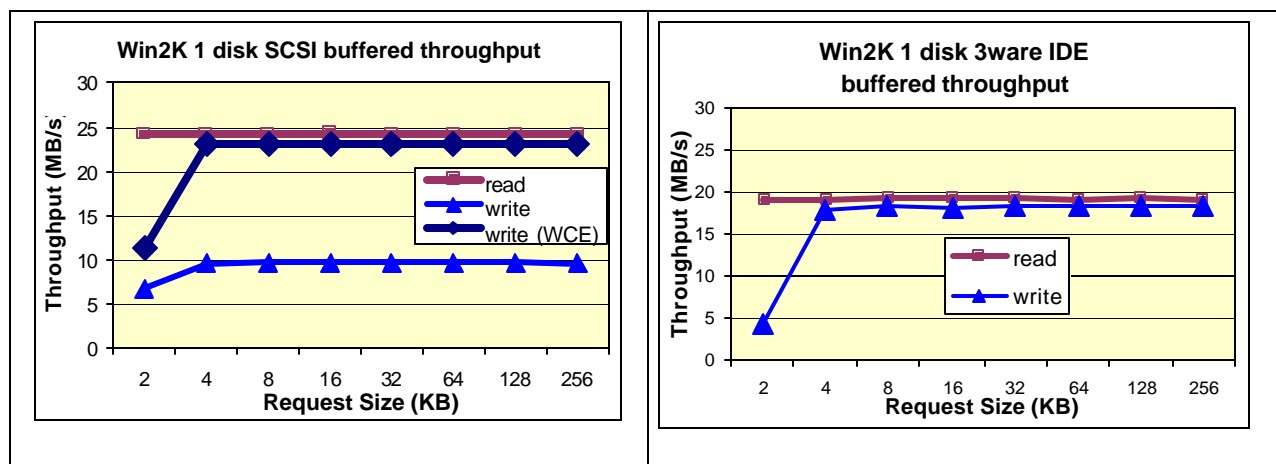 Win2K 1 disk SCSI buffered throughput
Throughput (MB/s)
30
25
20
15
10
5
0
read
write
write (WCE)
2 4 8 16 32 64 128 256
Request Size (KB)
Win2K 1 disk 3ware IDE
buffered throughput
Throughput (MB/s)
30
25
20
15
10
5
0
read
write
2 4 8 16 32 64 128 256
Request Size (KB)